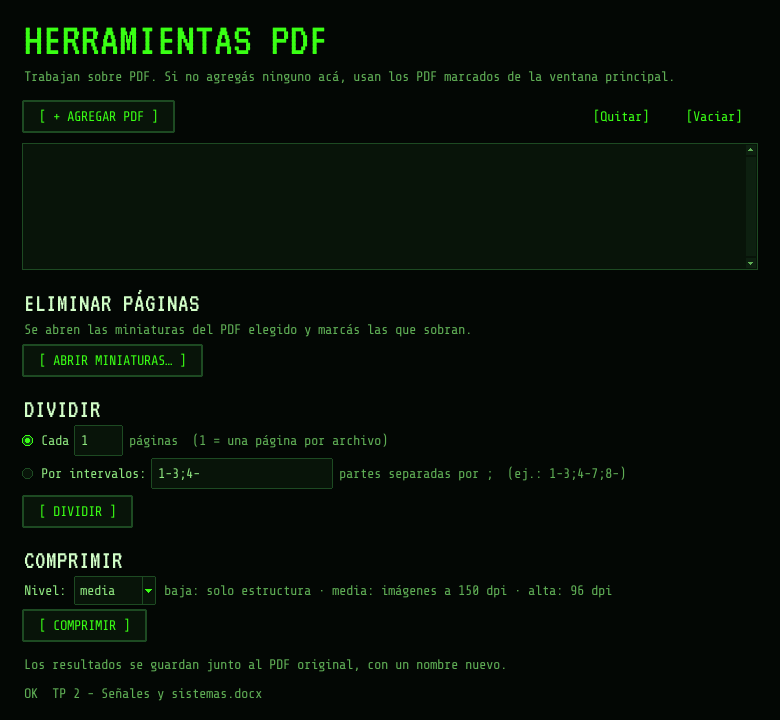 HERRAMIENTAS PDF
Trabajan sobre PDF. Si no agregás ninguno acá, usan los PDF marcados de la ventana principal.
[ + AGREGAR PDF ] [Quitar] [Vaciar]
ELIMINAR PÁGINAS
Se abren las miniaturas del PDF elegido y marcás las que sobran.
[ ABRIR MINIATURAS… ]
DIVIDIR
Cada 1 páginas (1 = una página por archivo)
Por intervalos: 1-3;4- partes separadas por ; (ej.: 1-3;4-7;8-)
[ DIVIDIR ]
COMPRIMIR
Nivel: media baja: solo estructura · media: imágenes a 150 dpi · alta: 96 dpi
[ COMPRIMIR ]
Los resultados se guardan junto al PDF original, con un nombre nuevo.
OK TP 2 - Señales y sistemas.docx